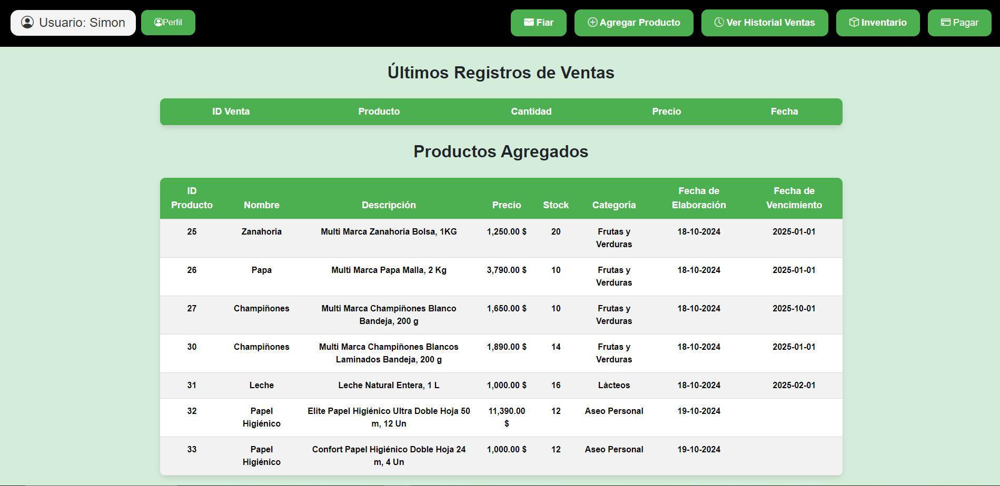 Usuario: Simon
Perfil
Fiar
Agregar Producto
Ver Historial Ventas
Inventario
Pagar
Últimos Registros de Ventas
ID Venta Producto Cantidad Precio Fecha
Productos Agregados
ID Producto Nombre Descripción Precio Stock Categoría Fecha de Elaboración Fecha de Vencimiento
25 Zanahoria Multi Marca Zanahoria Bolsa, 1KG 1,250.00 $ 20 Frutas y Verduras 18-10-2024 2025-01-01
26 Papa Multi Marca Papa Malla, 2 Kg 3,790.00 $ 10 Frutas y Verduras 18-10-2024 2025-01-01
27 Champiñones Multi Marca Champiñones Blanco Bandeja, 200 g 1,650.00 $ 10 Frutas y Verduras 18-10-2024 2025-10-01
30 Champiñones Multi Marca Champiñones Blancos Laminados Bandeja, 200 g 1,890.00 $ 14 Frutas y Verduras 18-10-2024 2025-01-01
31 Leche Leche Natural Entera, 1 L 1,000.00 $ 16 Lácteos 18-10-2024 2025-02-01
32 Papel Higiénico Elite Papel Higiénico Ultra Doble Hoja 50 m, 12 Un 11,390.00 $ 12 Aseo Personal 19-10-2024
33 Papel Higiénico Confort Papel Higiénico Doble Hoja 24 m, 4 Un 1,000.00 $ 12 Aseo Personal 19-10-2024